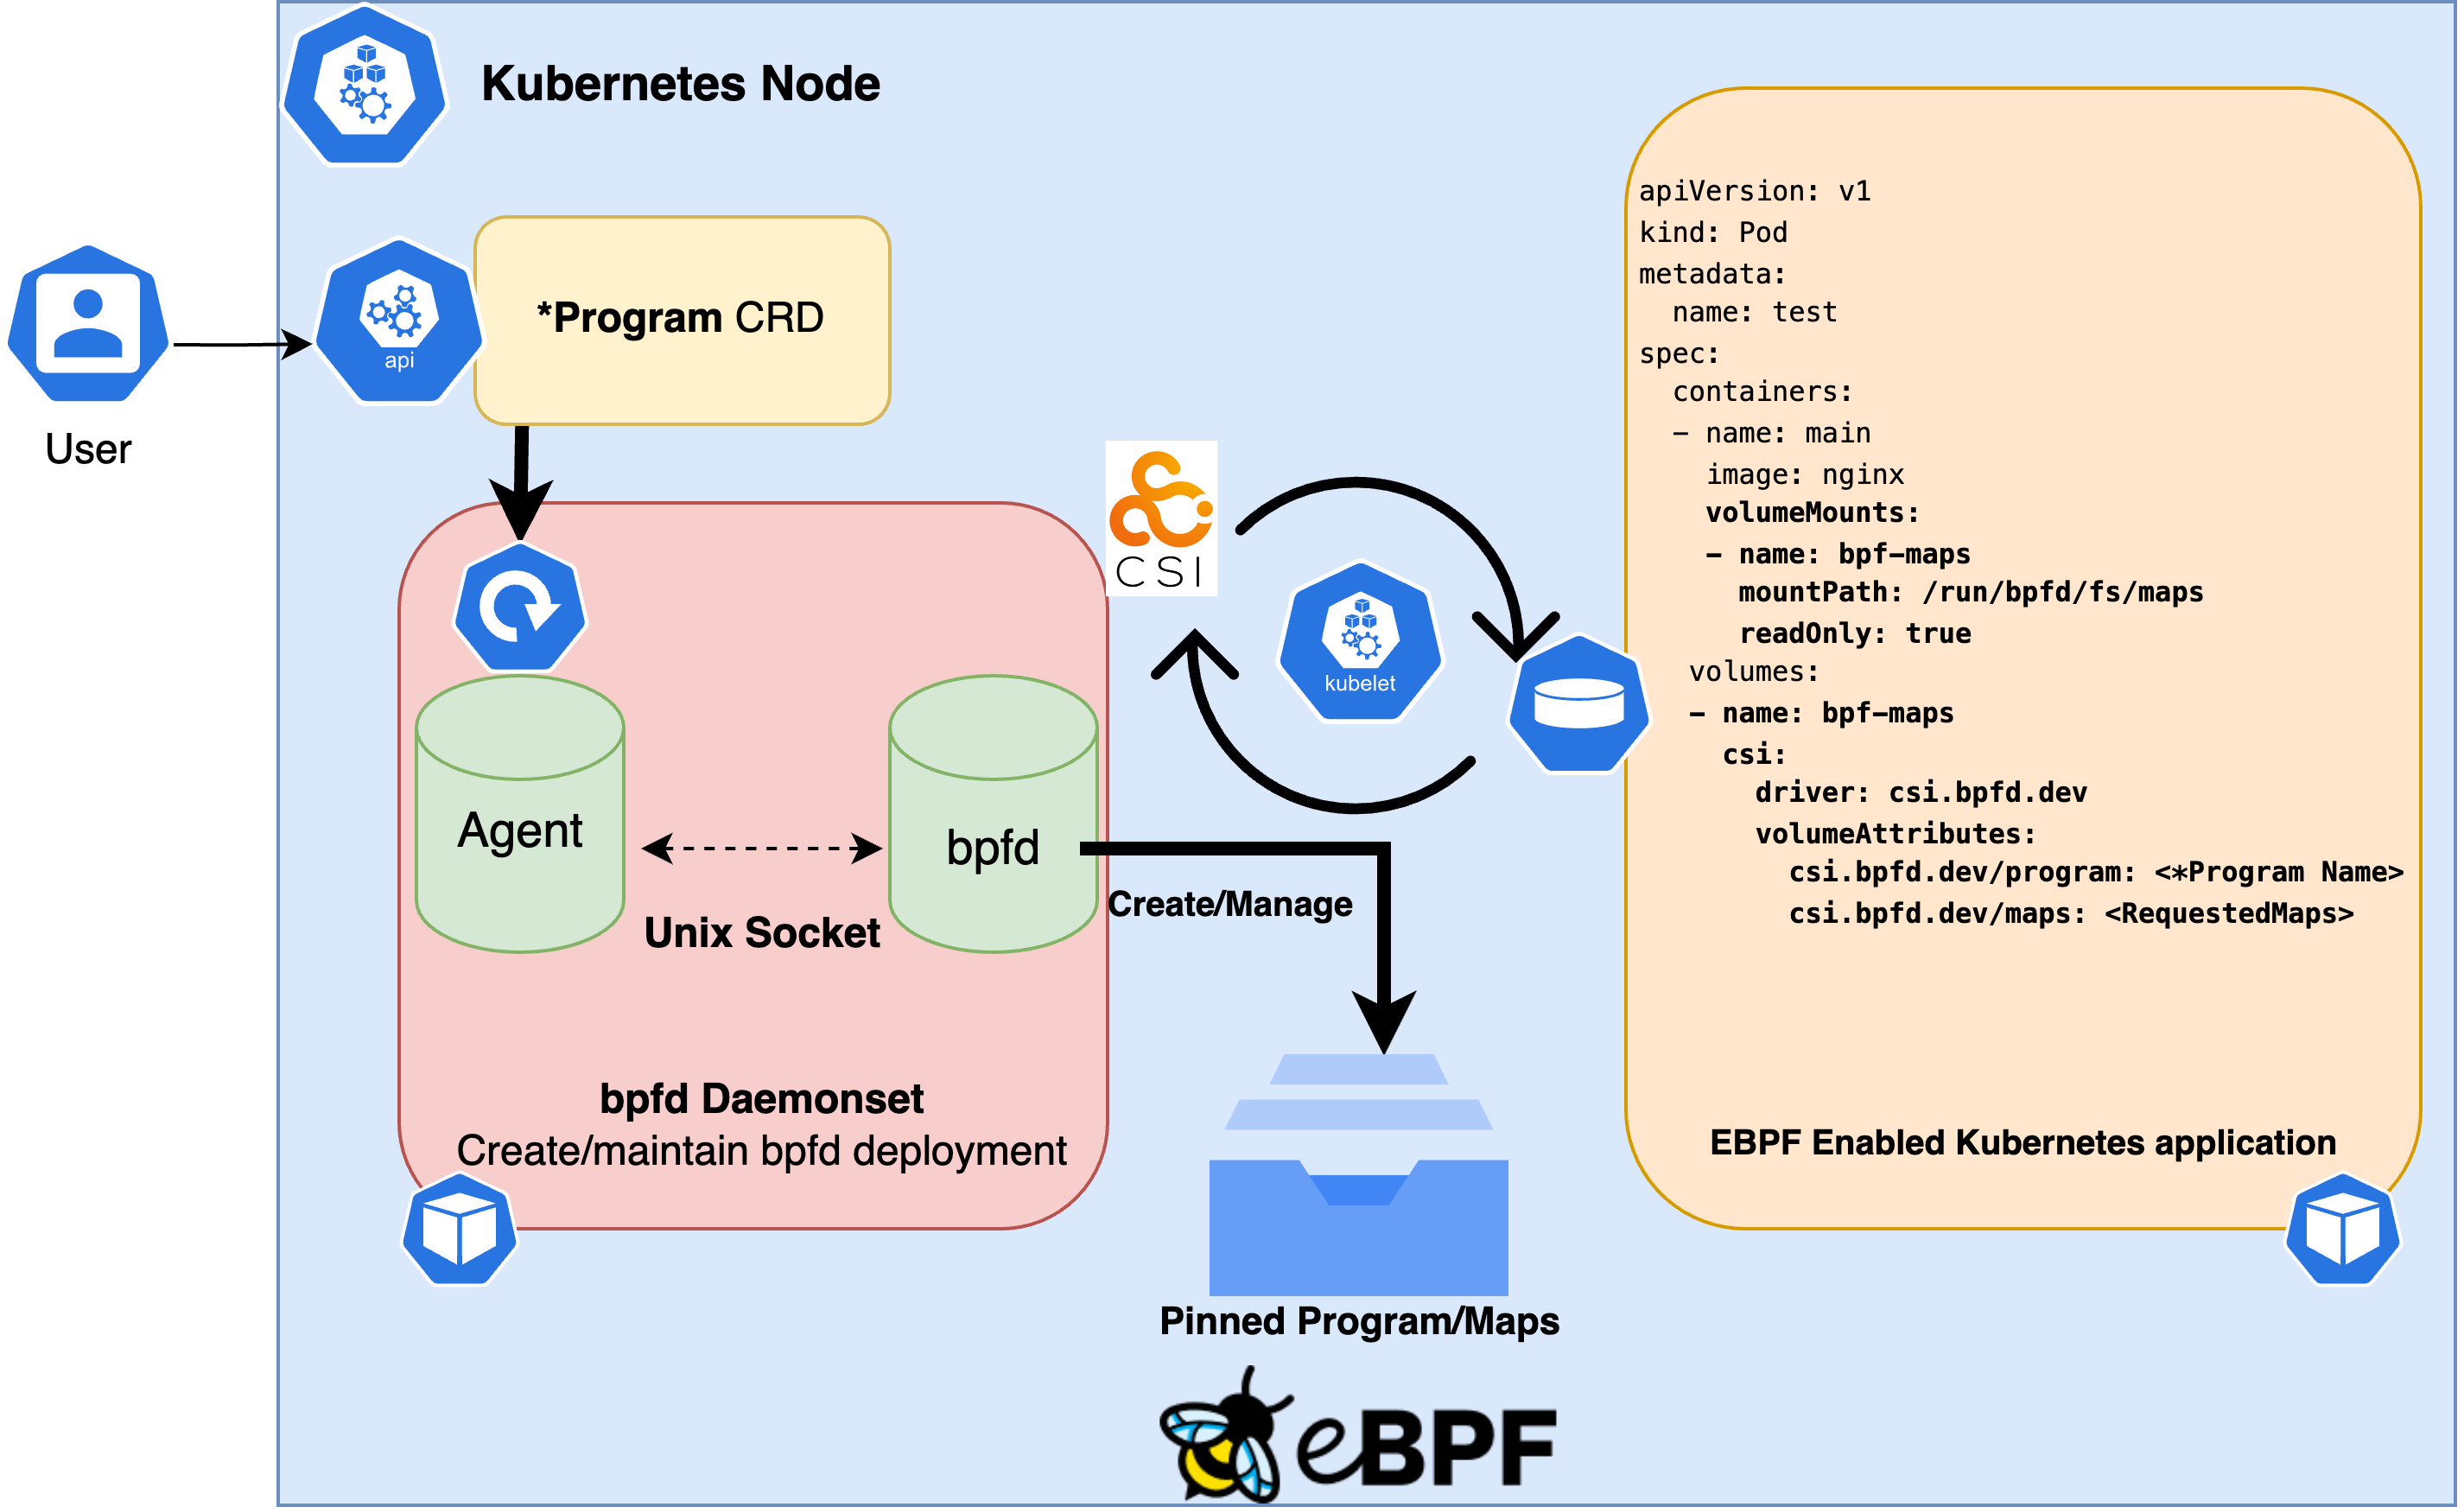 Kubernetes Node
User
api
*Program CRD
CSI
kubelet
Agent
bpfd
Unix Socket
Create/Manage
bpfd Daemonset
Create/maintain bpfd deployment
Pinned Program/Maps
eBPF
apiVersion: v1
kind: Pod
metadata:
  name: test
spec:
  containers:
  - name: main
    image: nginx
    volumeMounts:
    - name: bpf-maps
      mountPath: /run/bpfd/fs/maps
      readOnly: true
   volumes:
   - name: bpf-maps
     csi:
       driver: csi.bpfd.dev
       volumeAttributes:
         csi.bpfd.dev/program: <*Program Name>
         csi.bpfd.dev/maps: <RequestedMaps>
EBPF Enabled Kubernetes application